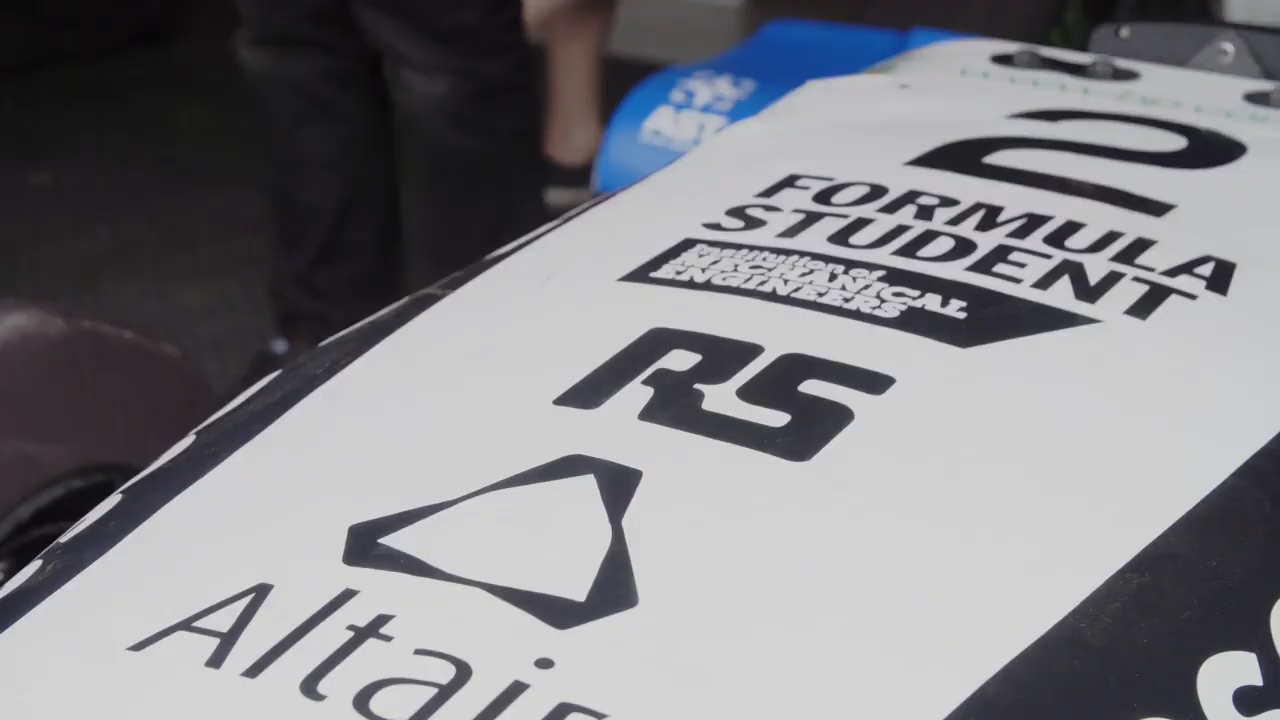 2
FORMULA
STUDENT
Institution of
MECHANICAL
ENGINEERS
RS
Altair